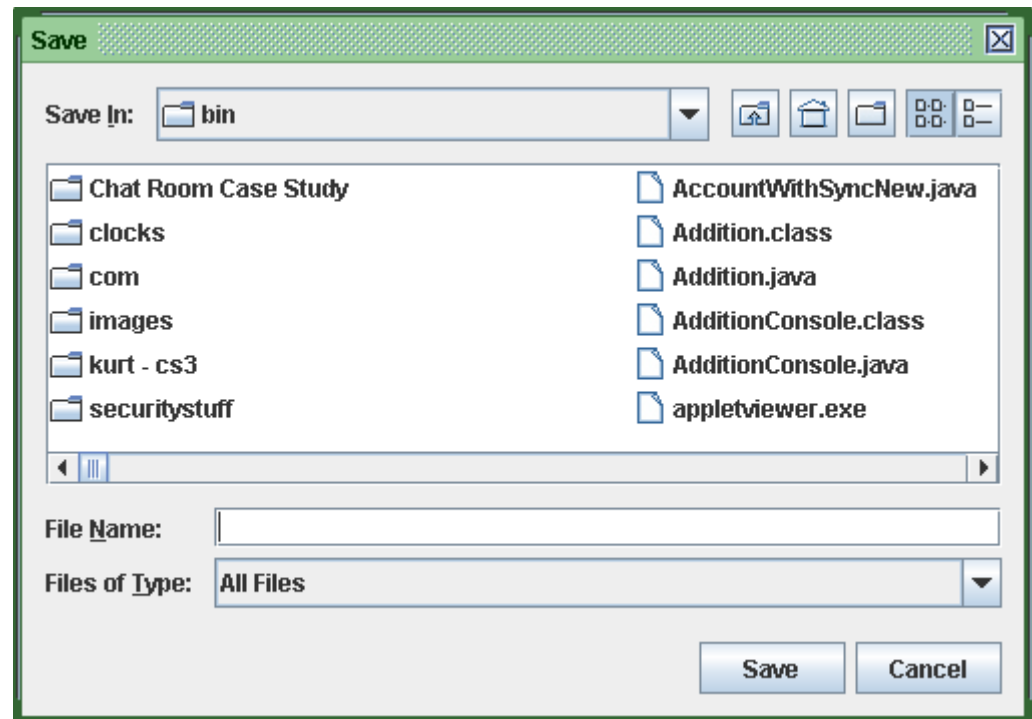 Save
Save In: bin
Chat Room Case Study
clocks
com
images
kurt - cs3
securitystuff
AccountWithSyncNew.java
Addition.class
Addition.java
AdditionConsole.class
AdditionConsole.java
appletviewer.exe
File Name:
Files of Type: All Files
Save Cancel